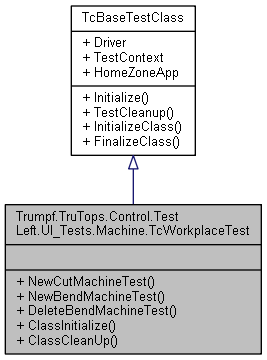 TcBaseTestClass
+ Driver
+ TestContext
+ HomeZoneApp
+ Initialize()
+ TestCleanup()
+ InitializeClass()
+ FinalizeClass()
Trumpf.TruTops.Control.Test
Left.UI_Tests.Machine.TcWorkplaceTest
+ NewCutMachineTest()
+ NewBendMachineTest()
+ DeleteBendMachineTest()
+ ClassInitialize()
+ ClassCleanUp()